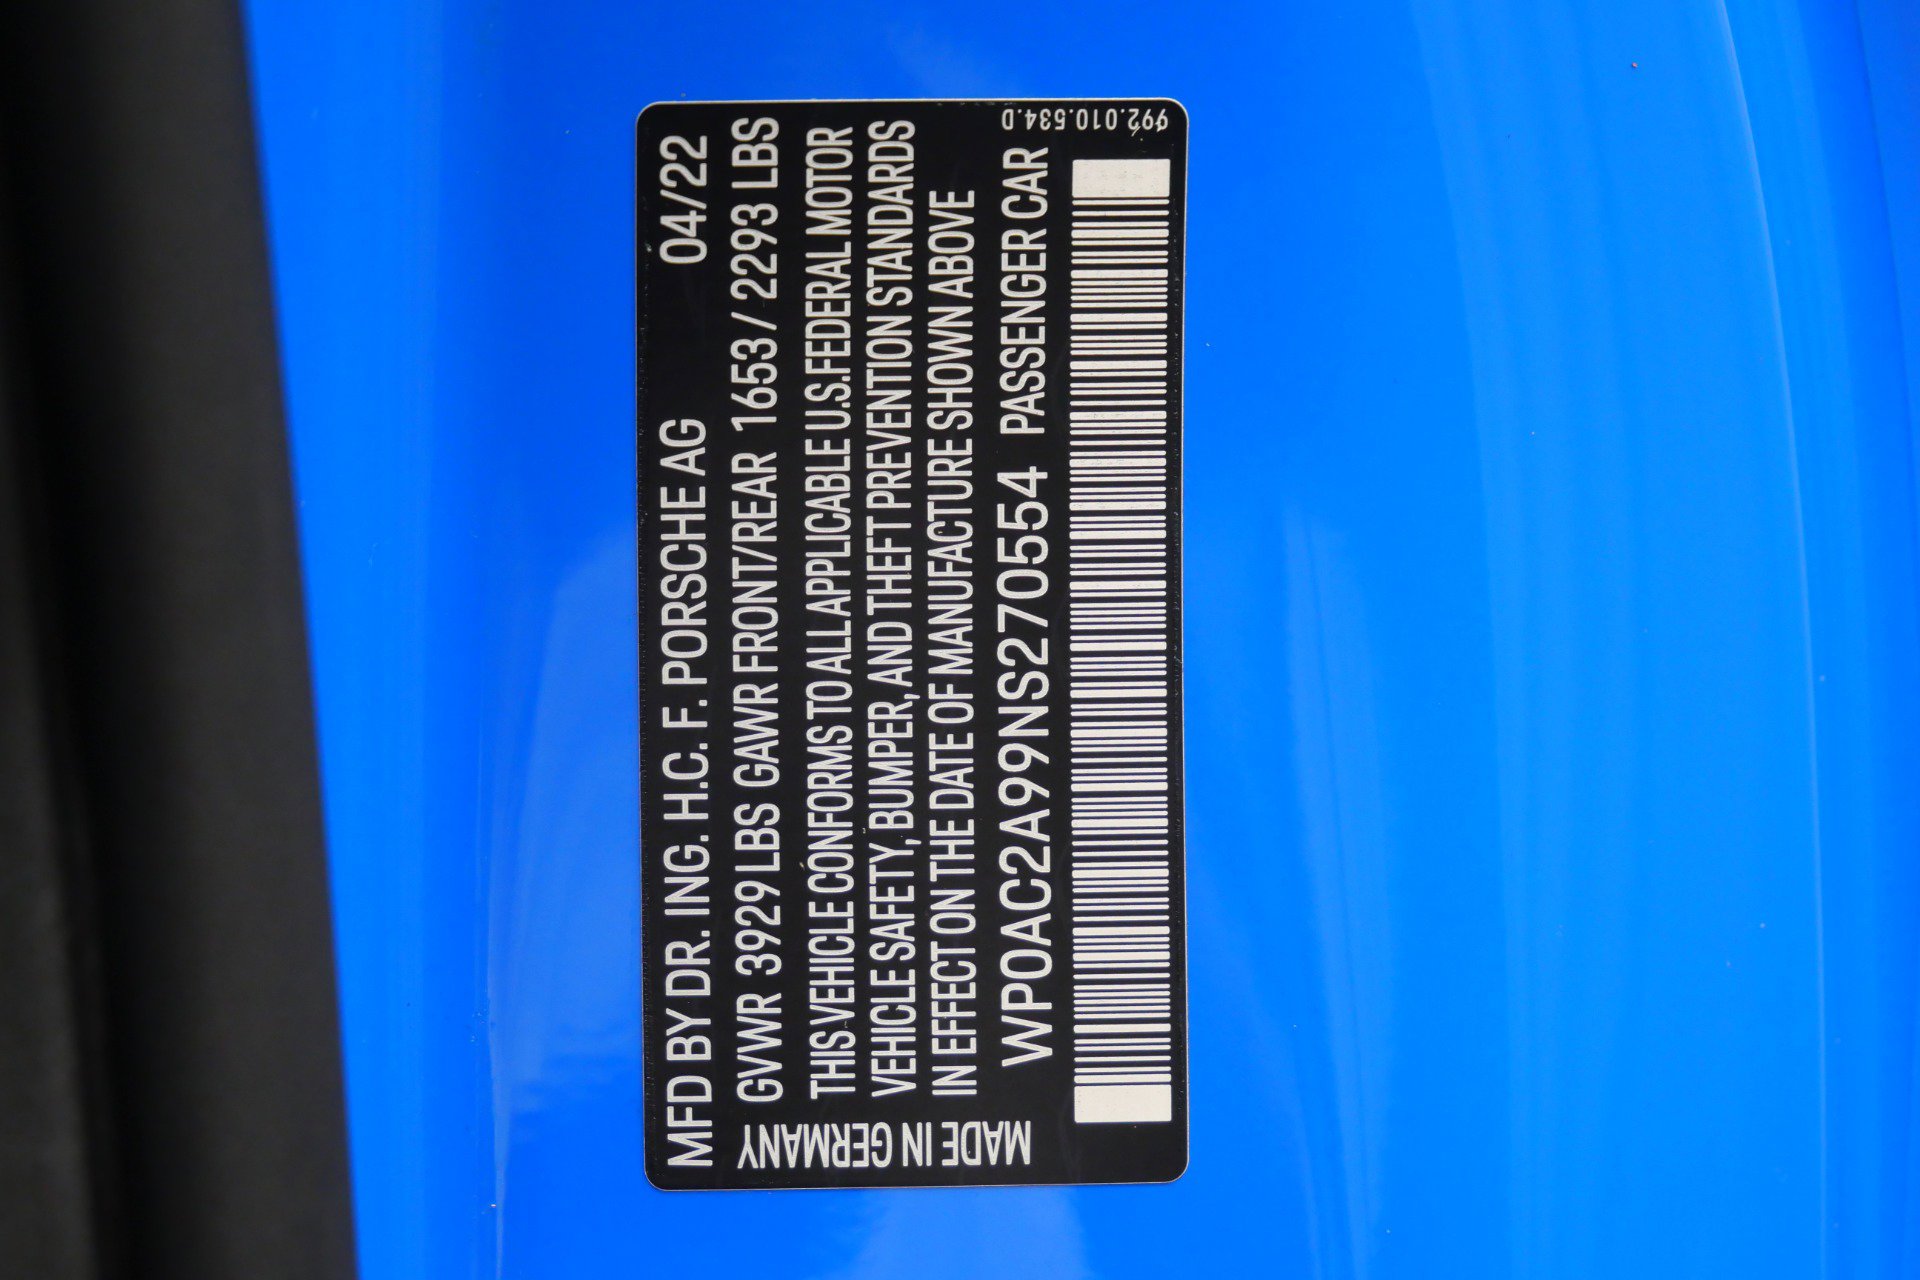 MFD BY DR. ING. H.C. F. PORSCHE AG 04/22
GVWR 3929 LBS GAWR FRONT/REAR 1653 / 2293 LBS
THIS VEHICLE CONFORMS TO ALL APPLICABLE U.S. FEDERAL MOTOR
VEHICLE SAFETY, BUMPER, AND THEFT PREVENTION STANDARDS
IN EFFECT ON THE DATE OF MANUFACTURE SHOWN ABOVE
WP0AC2A99NS270554 PASSENGER CAR
MADE IN GERMANY
992.010.534.D